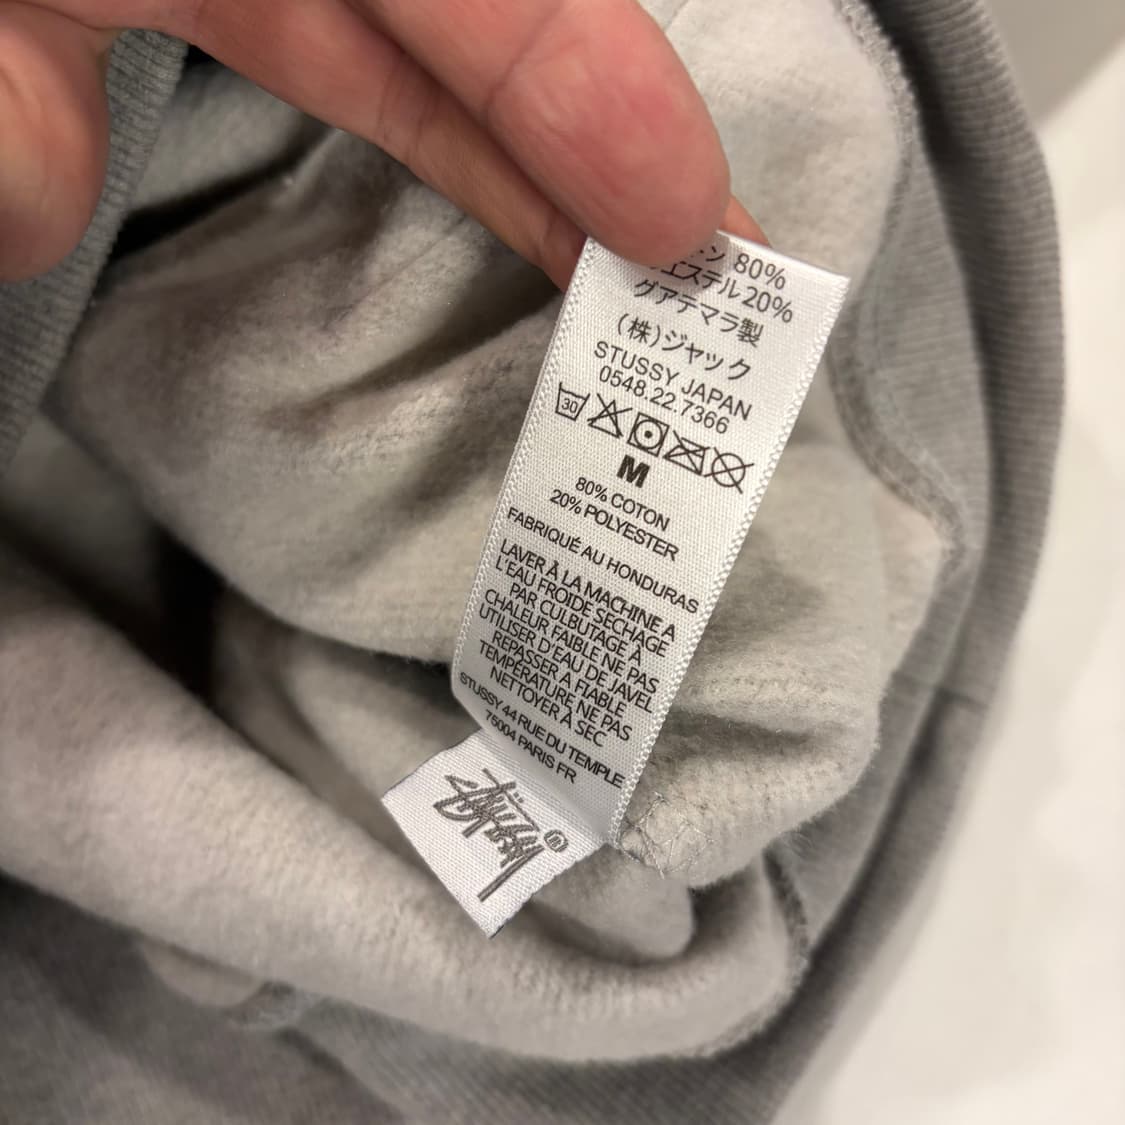 ン 80%
エステル20%
グアテマラ製
(株)ジャック
STUSSY JAPAN
0548.22.7366
30
M
80% COTON
20% POLYESTER
FABRIQUÉ AU HONDURAS
LAVER À LA MACHINE A
L'EAU FROIDE SECHAGE
PAR CULBUTAGE À
CHALEUR FAIBLE NE PAS
UTILISER D'EAU DE JAVEL
REPASSER A FIABLE
TEMPÉRATURE NE PAS
NETTOYER À SEC
STUSSY 44 RUE DU TEMPLE
75004 PARIS FR
Stüssy ®